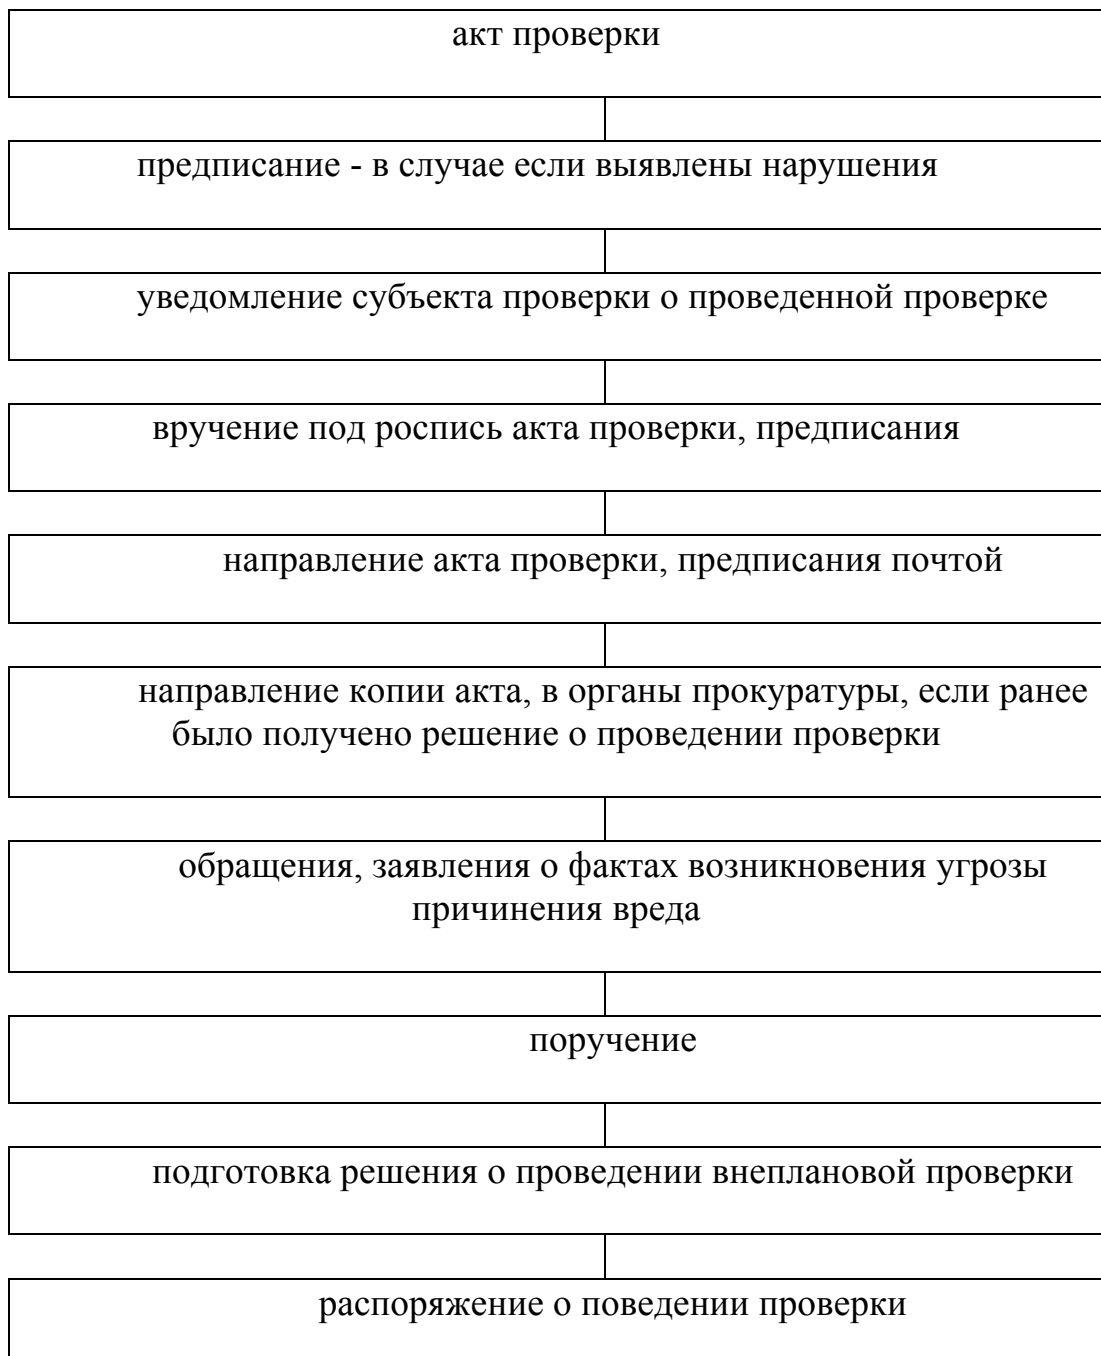 акт проверки
предписание - в случае если выявлены нарушения
уведомление субъекта проверки о проведенной проверке
вручение под роспись акта проверки, предписания
направление акта проверки, предписания почтой
направление копии акта, в органы прокуратуры, если ранее
было получено решение о проведении проверки
обращения, заявления о фактах возникновения угрозы
причинения вреда
поручение
подготовка решения о проведении внеплановой проверки
распоряжение о поведении проверки